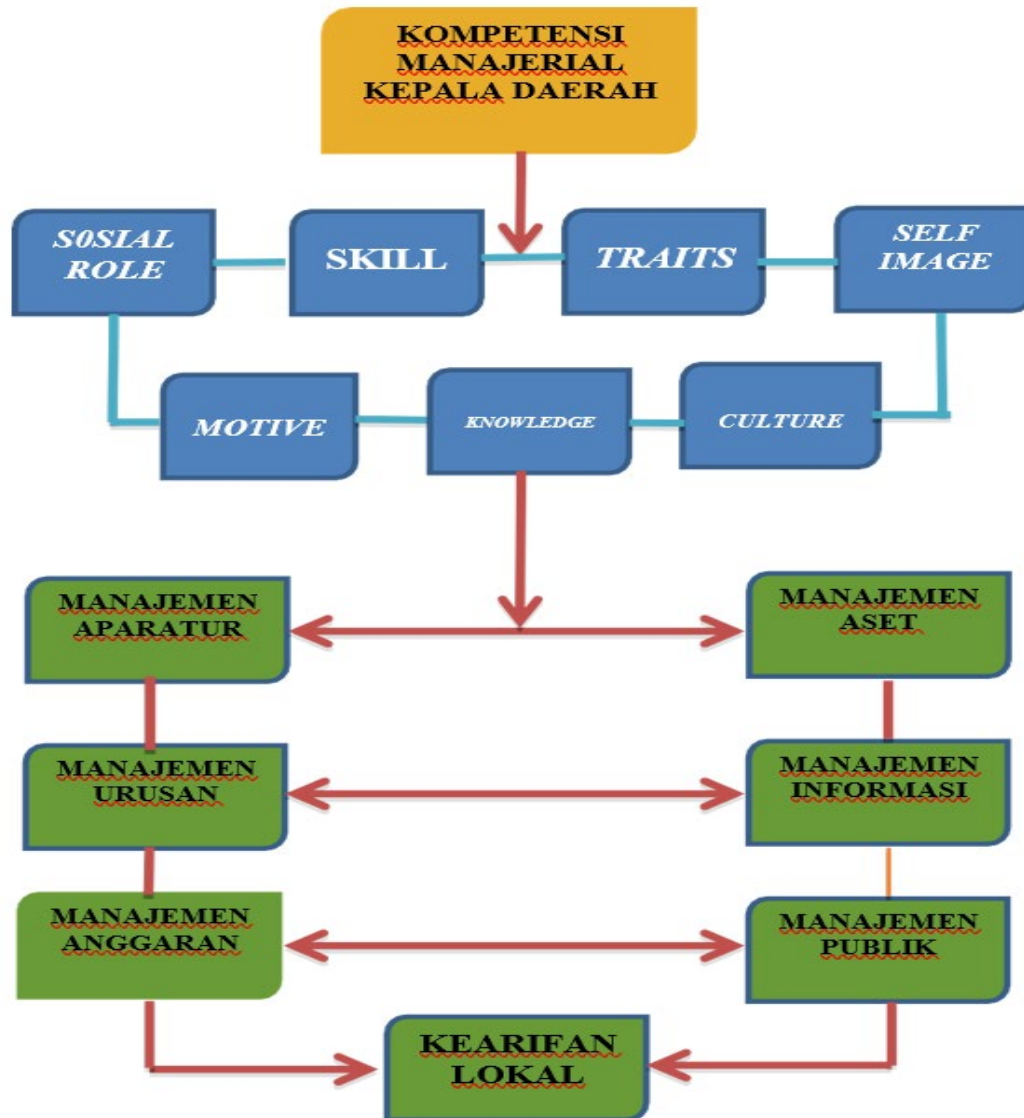 KOMPETENSI
MANAJERIAL
KEPALA DAERAH
S0SIAL
ROLE
SKILL
TRAITS
SELF
IMAGE
MOTIVE
KNOWLEDGE
CULTURE
MANAJEMEN
APARATUR
MANAJEMEN
ASET
MANAJEMEN
URUSAN
MANAJEMEN
INFORMASI
MANAJEMEN
ANGGARAN
MANAJEMEN
PUBLIK
KEARIFAN
LOKAL